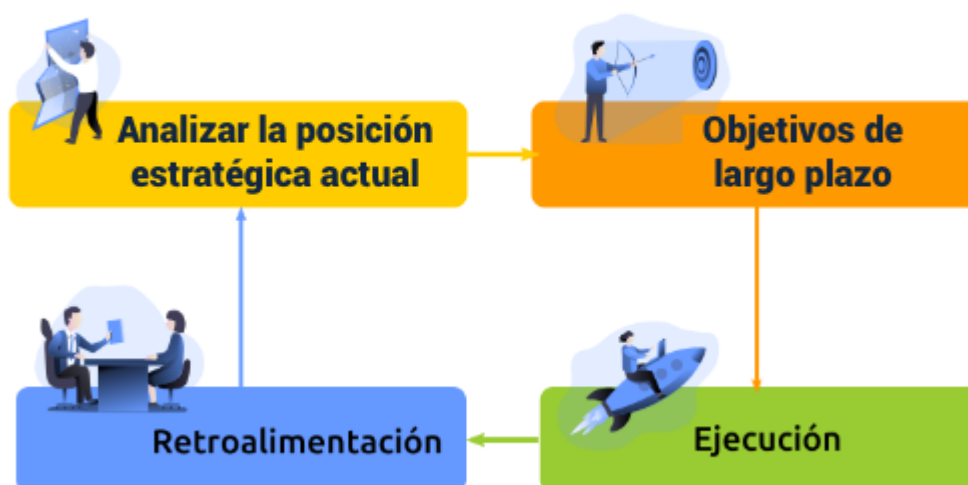 Analizar la posición
estratégica actual
Objetivos de
largo plazo
Retroalimentación
Ejecución